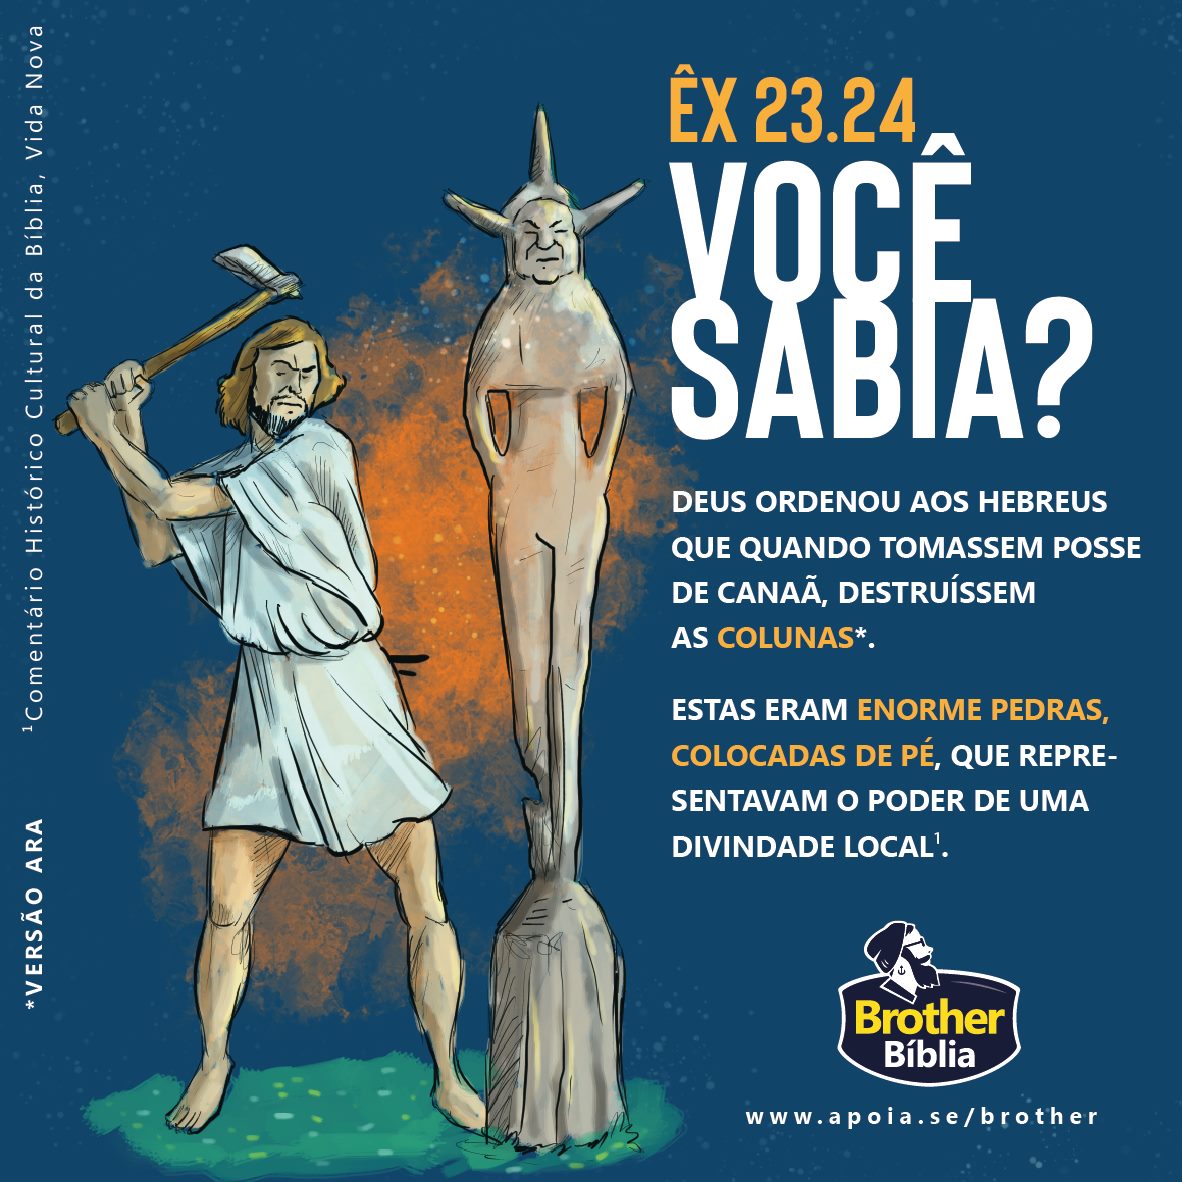 ÊX 23.24
VOCÊ
SABIA?
DEUS ORDENOU AOS HEBREUS
QUE QUANDO TOMASSEM POSSE
DE CANAÃ, DESTRUÍSSEM
AS COLUNAS*.
ESTAS ERAM ENORME PEDRAS,
COLOCADAS DE PÉ, QUE REPRE-
SENTAVAM O PODER DE UMA
DIVINDADE LOCAL¹.
Brother
Bíblia
www.apoia.se/brother
*VERSÃO ARA
¹Comentário Histórico Cultural da Bíblia, Vida Nova